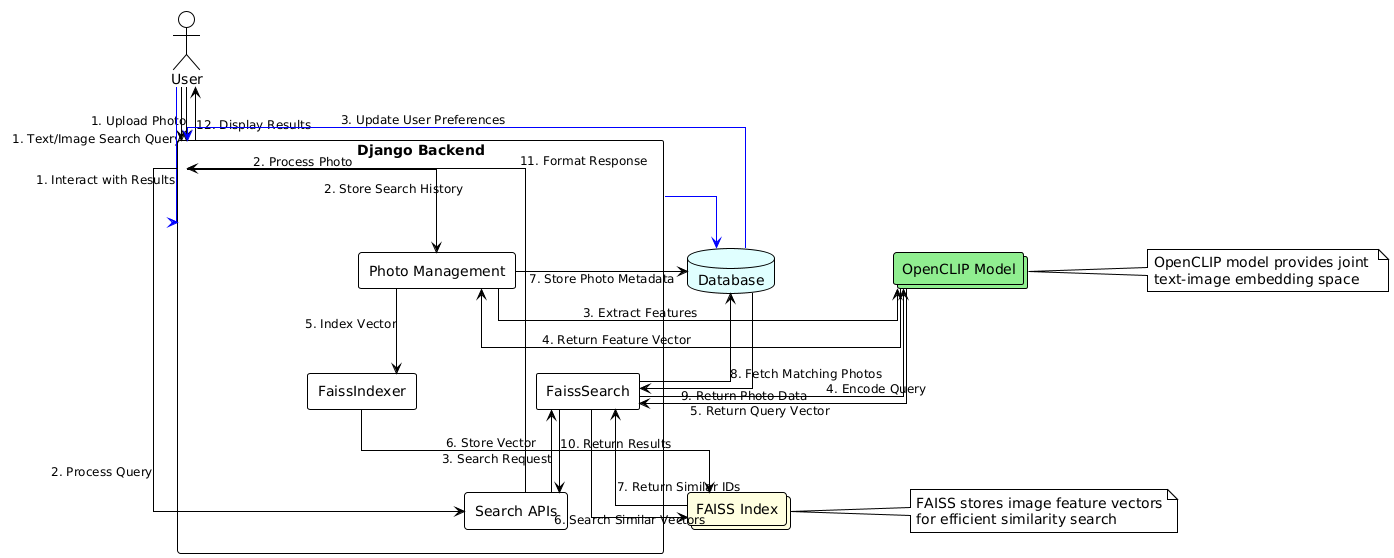 User
1. Upload Photo
12. Display Results
3. Update User Preferences
1. Text/Image Search Query
Django Backend
2. Process Photo
11. Format Response
1. Interact with Results
2. Store Search History
Photo Management
7. Store Photo Metadata
Database
OpenCLIP Model
OpenCLIP model provides joint
text-image embedding space
3. Extract Features
5. Index Vector
4. Return Feature Vector
8. Fetch Matching Photos
FaissIndexer
FaissSearch
4. Encode Query
9. Return Photo Data
5. Return Query Vector
6. Store Vector
10. Return Results
3. Search Request
2. Process Query
7. Return Similar IDs
Search APIs
6. Search Similar Vectors
FAISS Index
FAISS stores image feature vectors
for efficient similarity search